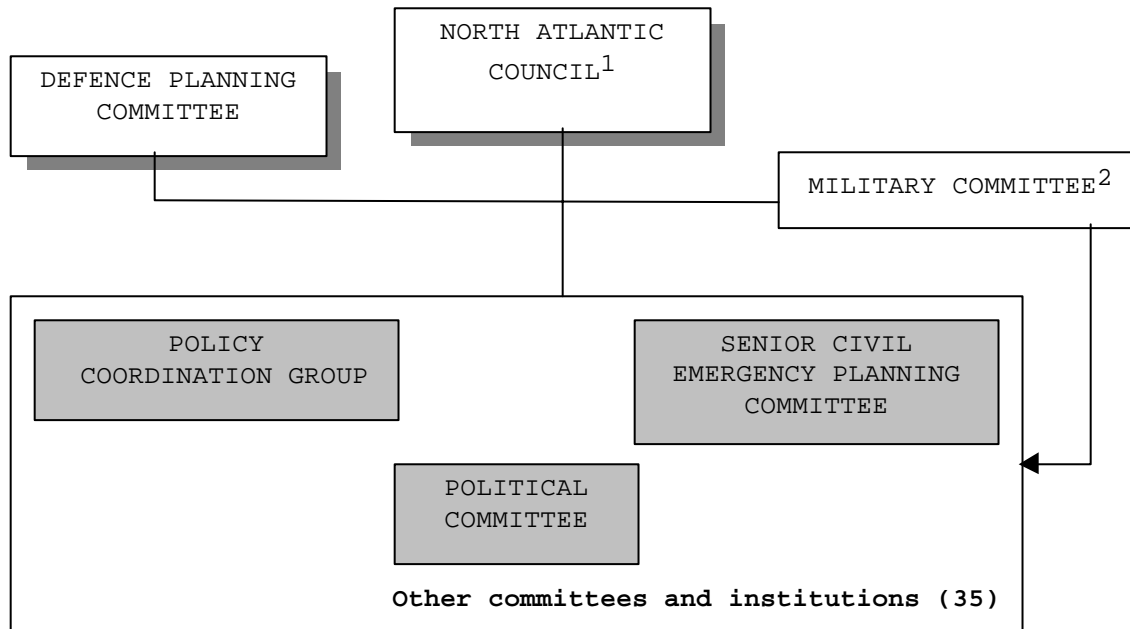 NORTH ATLANTIC
COUNCIL1
DEFENCE PLANNING
COMMITTEE
MILITARY COMMITTEE2
POLICY
COORDINATION GROUP
SENIOR CIVIL
EMERGENCY PLANNING
COMMITTEE
POLITICAL
COMMITTEE
Other committees and institutions (35)